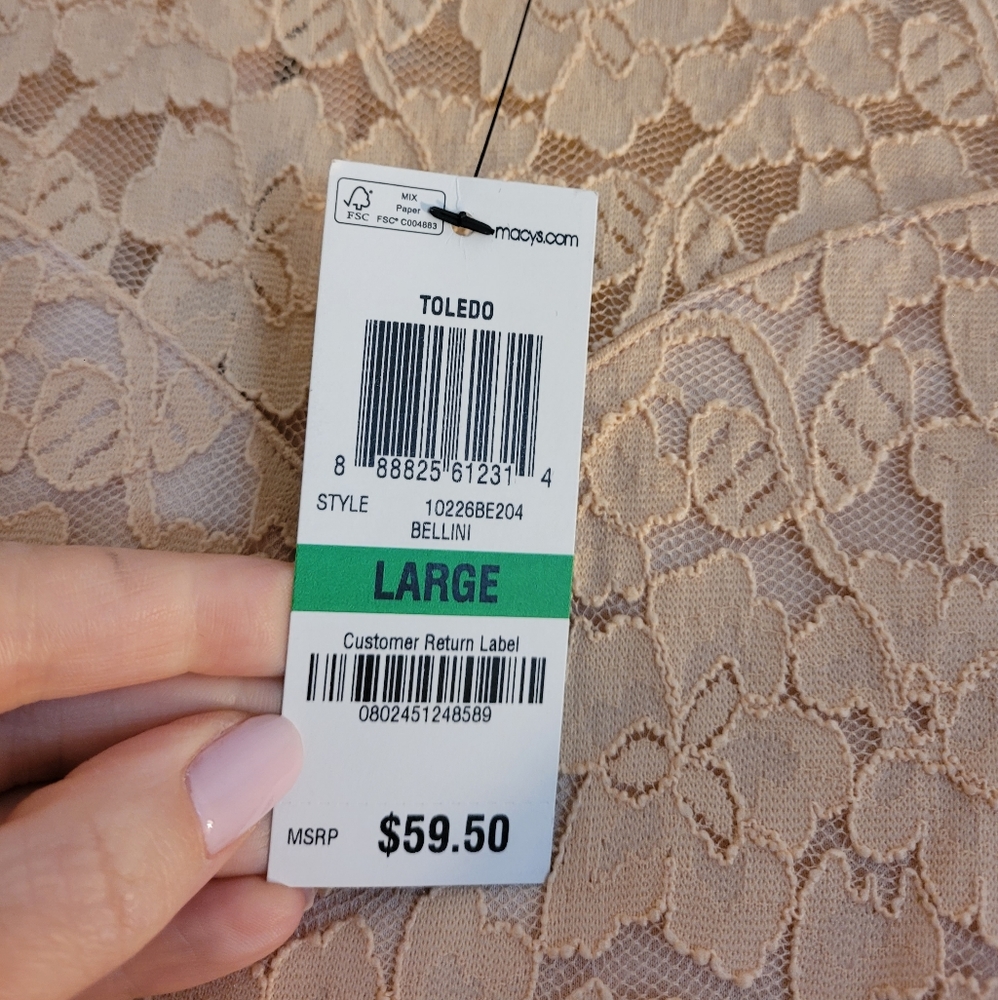 MIX
Paper
FSC FSC® C004883
macys.com
TOLEDO
8 88825 61231 4
STYLE 10226BE204
BELLINI
LARGE
Customer Return Label
0802451248589
MSRP $59.50